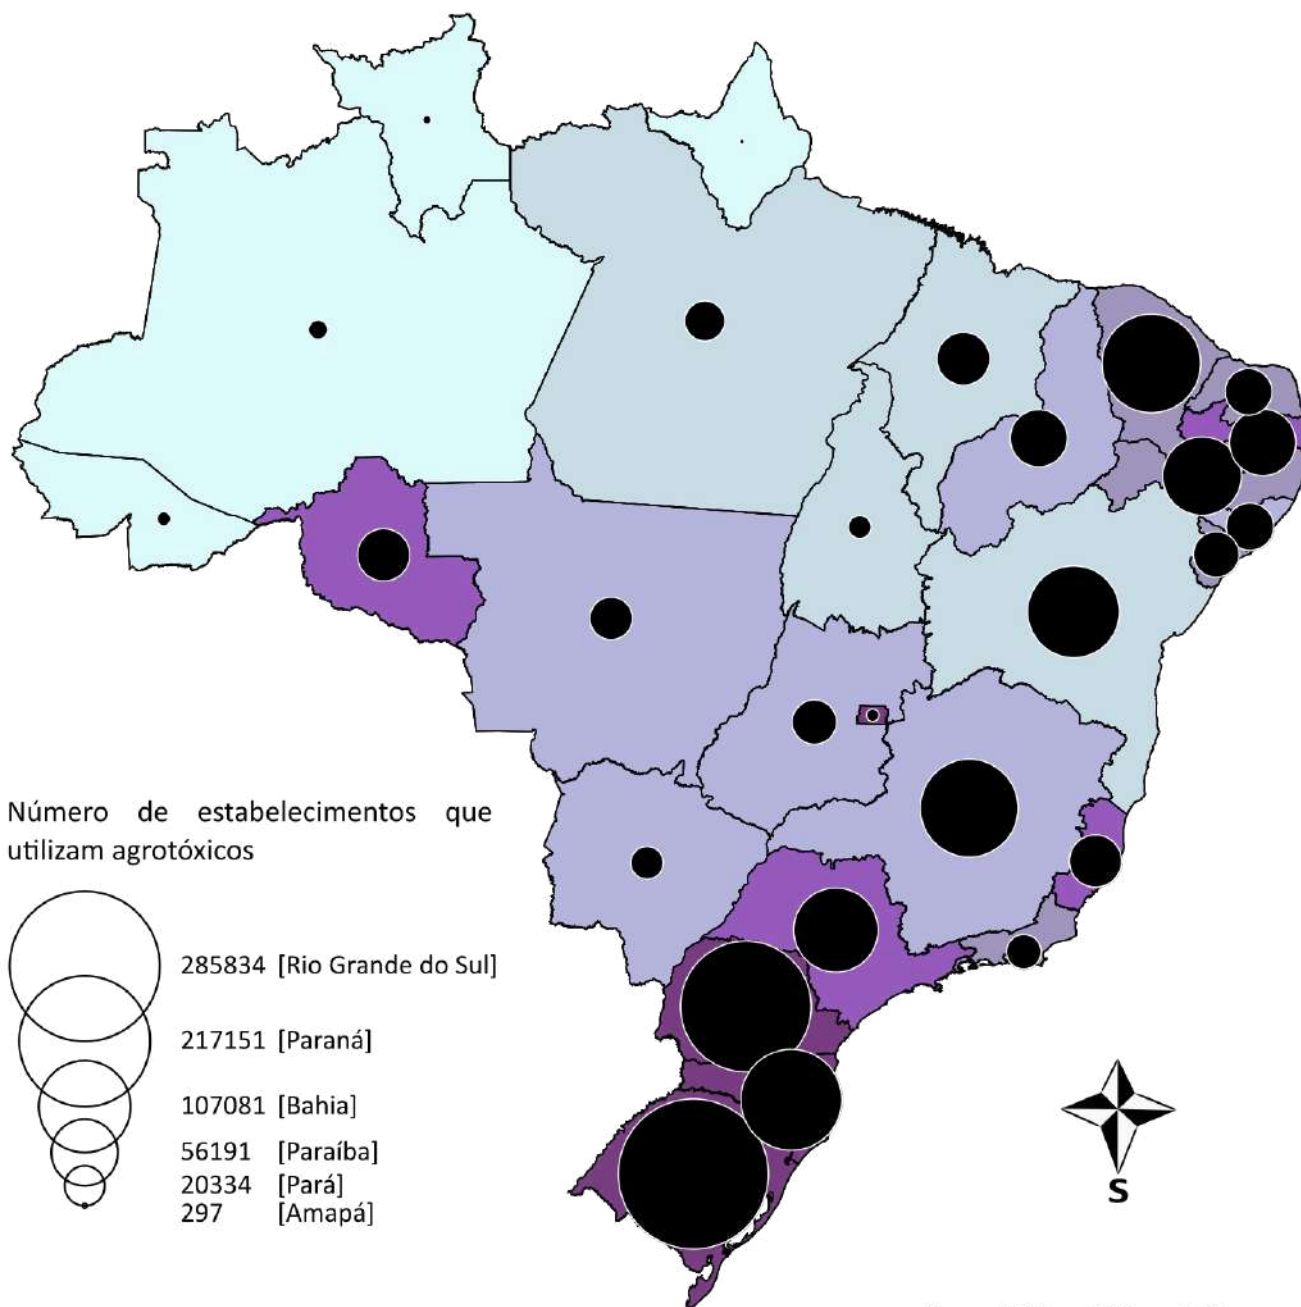 Número de estabelecimentos que
utilizam agrotóxicos
285834 [Rio Grande do Sul]
217151 [Paraná]
107081 [Bahia]
56191 [Paraíba]
20334 [Pará]
297 [Amapá]
S